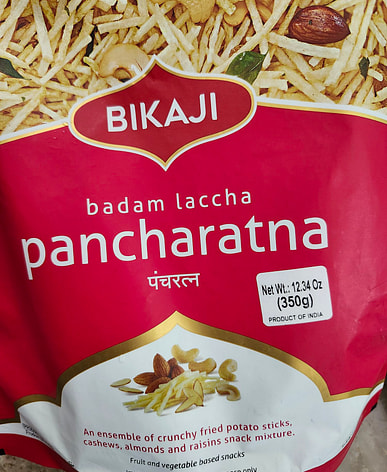 BIKAJI
badam laccha
pancharatna
पंचरत्न
Net Wt.: 12.34 Oz
(350g)
PRODUCT OF INDIA
An ensemble of crunchy fried potato sticks,
cashews, almonds and raisins snack mixture.
Fruit and vegetable based snacks
only